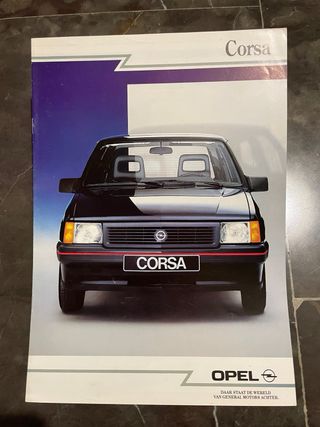 Corsa
CORSA
OPEL
DAAR STAAT DE WERELD
VAN GENERAL MOTORS ACHTER.